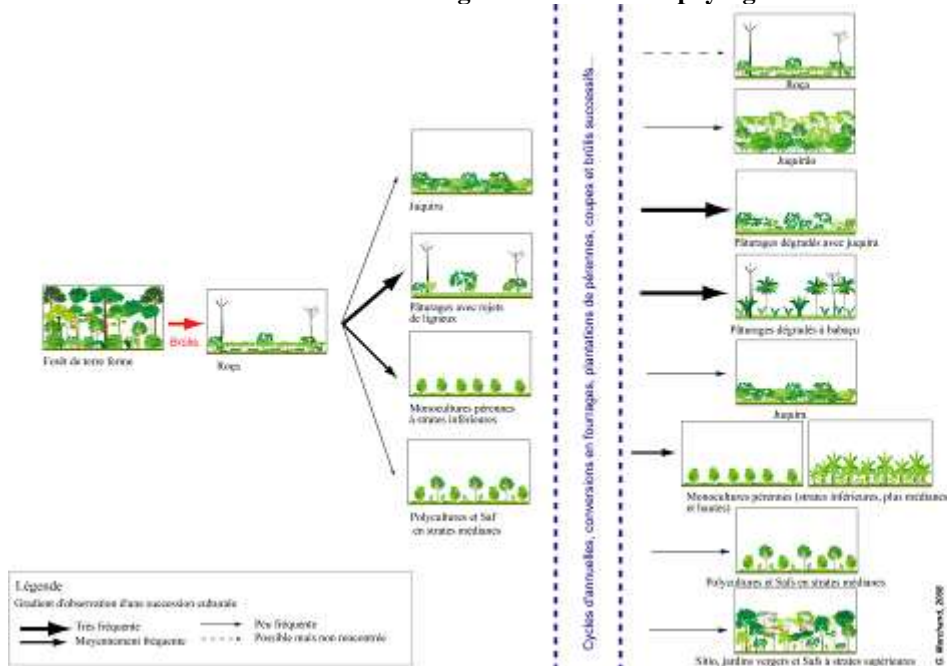 Forêt de terre ferme
Brûlis
Roça
Juquira
Pâturages avec rejets
de ligneux
Monocultures pérennes
à strates inférieures
Polycultures et Saf
en strates médianes
Cycles d'annuelles, conversions en fourrages, plantations de pérennes, coupes et brûlis successifs...
Roça
Juquirão
Pâturages dégradés avec juquira
Pâturages dégradés à babaçu
Juquira
Monocultures pérennes (strates inférieures, plus médianes
et hautes)
Polycultures et Safs en strates médianes
Sitio, jardins vergers et Safs à strates supérieures
Légende
Gradient d'observation d'une succession culturale
Très fréquente
Moyennement fréquente
Peu fréquente
Possible mais non rencontrée